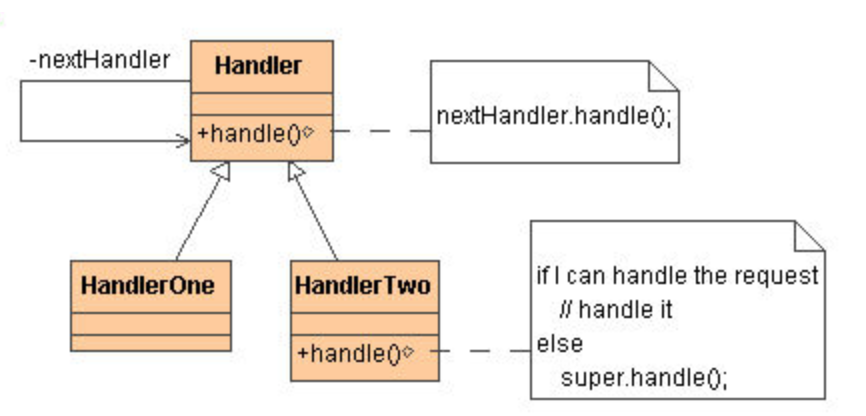 -nextHandler
Handler
+handle()
nextHandler.handle();
HandlerOne
HandlerTwo
+handle()
if I can handle the request
// handle it
else
super.handle();